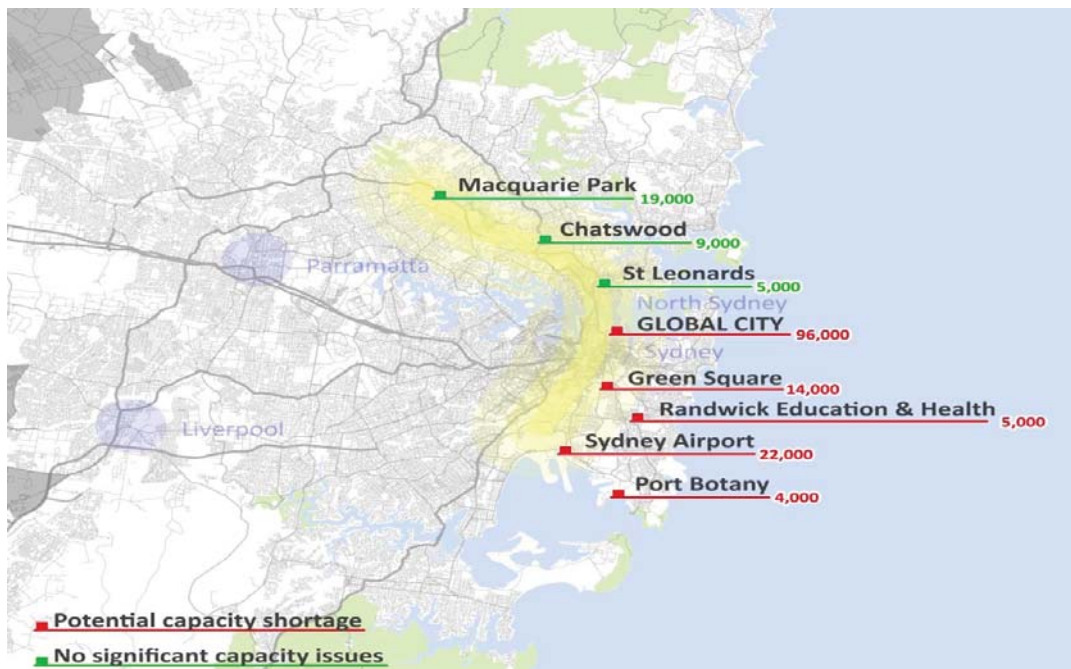 Macquarie Park
19,000
Chatswood
9,000
Parramatta
St Leonards
5,000
North Sydney
GLOBAL CITY
96,000
Sydney
Green Square
14,000
Randwick Education & Health
5,000
Liverpool
Sydney Airport
22,000
Port Botany
4,000
Potential capacity shortage
No significant capacity issues